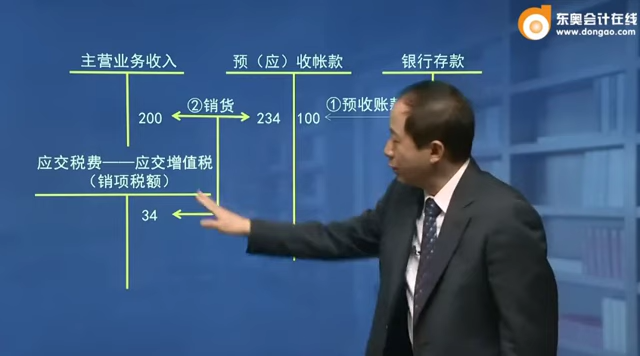 东奥会计在线
www.dongao.com
主营业务收入
预（应）收帐款
银行存款
200
②销货
234
100
①预收账
应交税费——应交增值税
（销项税额）
34